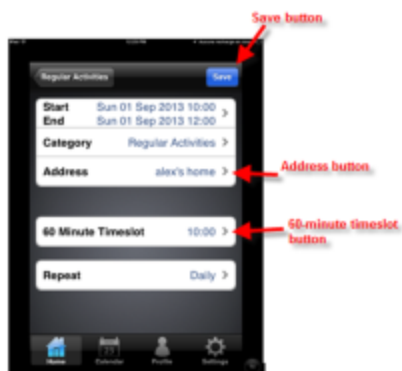 Save button
Regular Activities
Save
Start Sun 01 Sep 2013 10:00
End Sun 01 Sep 2013 12:00
Category Regular Activities
Address alex's home
Address button
60 Minute Timeslot 10:00
60-minute timeslot
button
Repeat Daily
Home Calendar Profile Settings